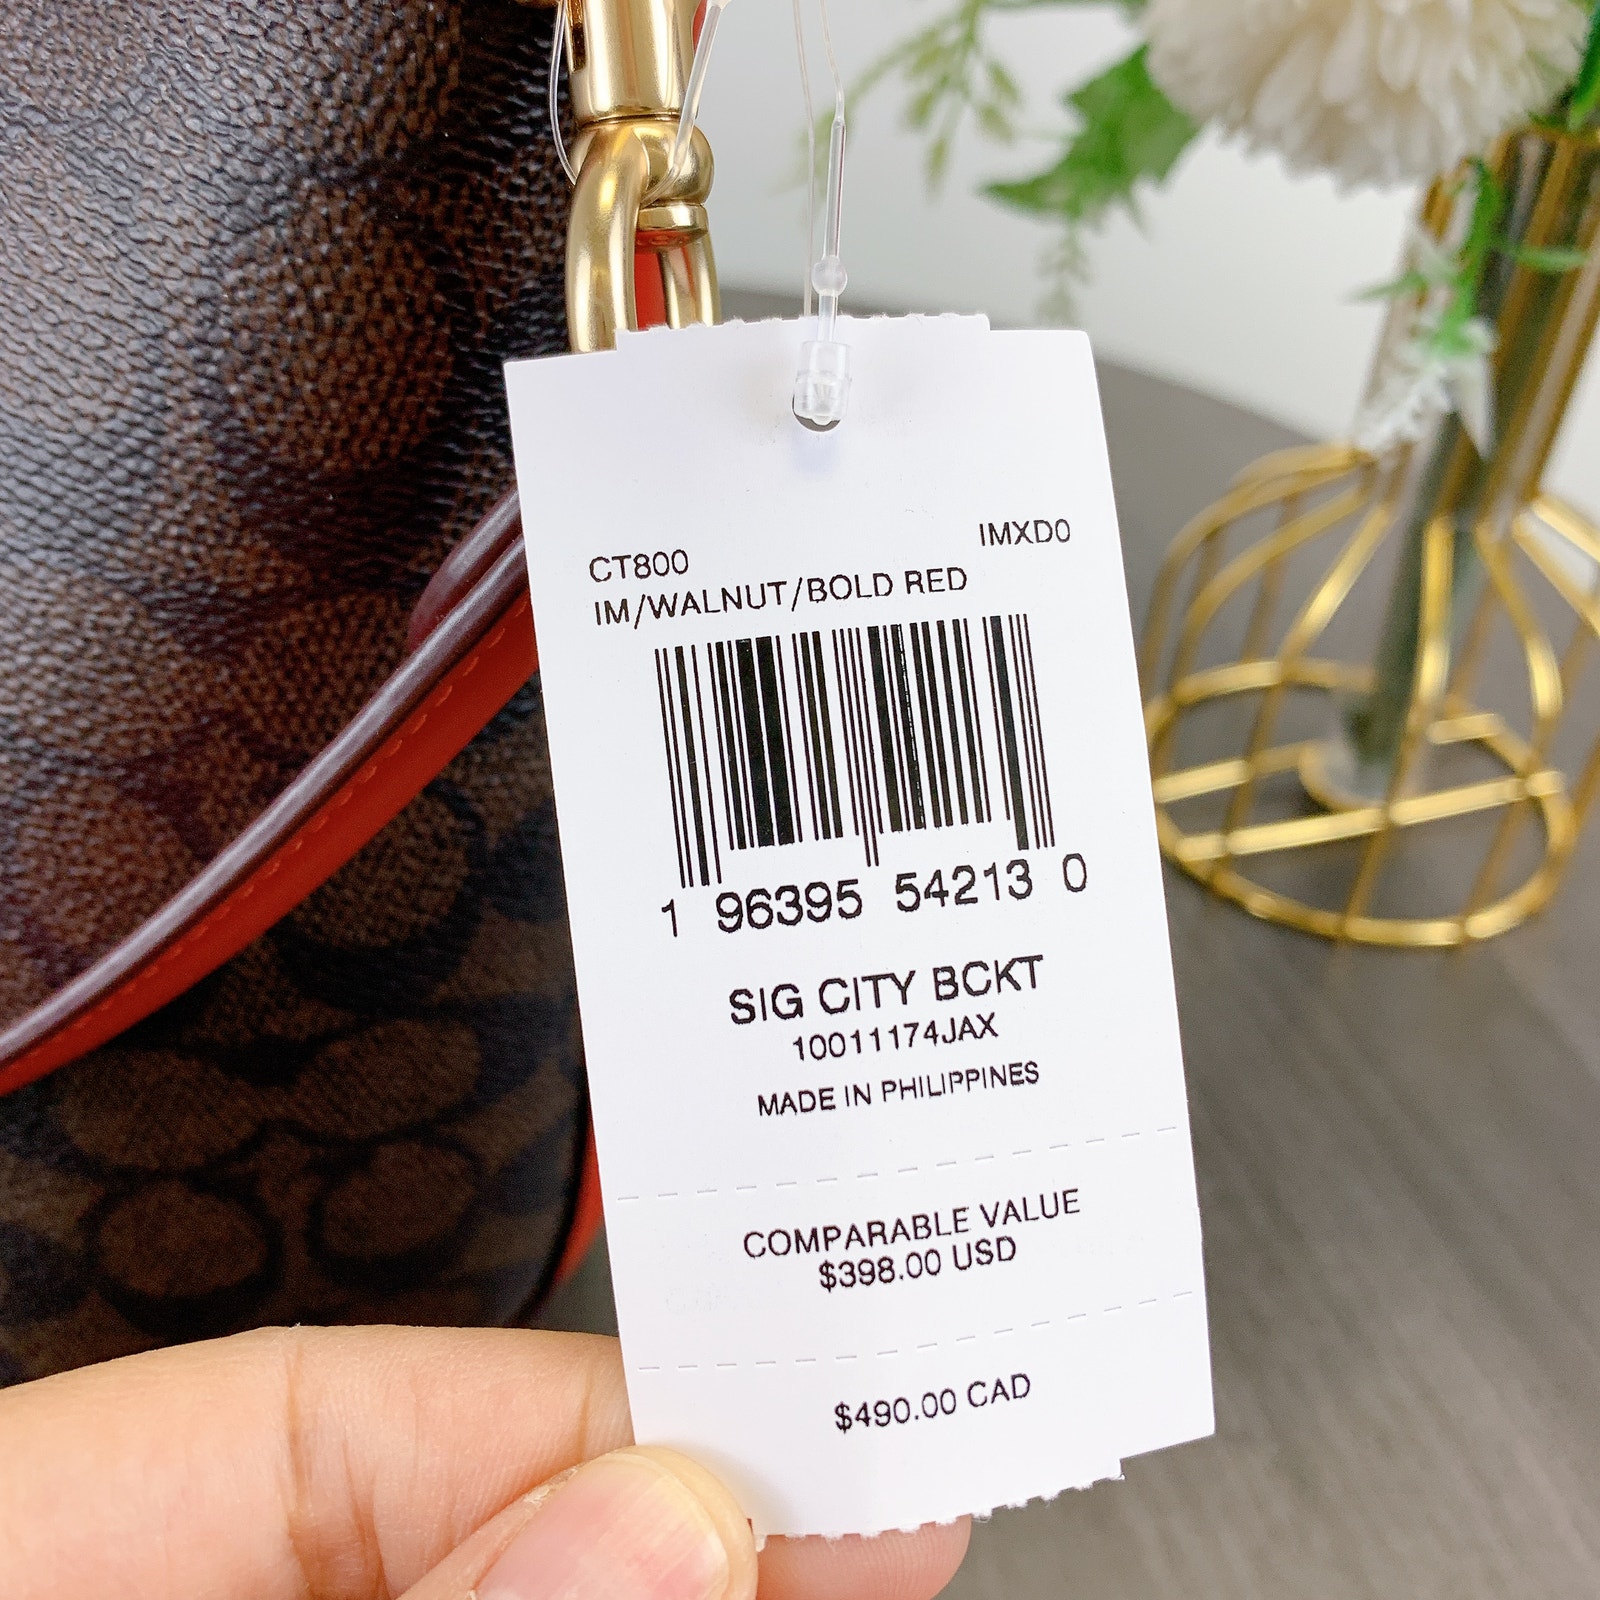 CT800 IMXD0
IM/WALNUT/BOLD RED
1 96395 54213 0
SIG CITY BCKT
10011174JAX
MADE IN PHILIPPINES
COMPARABLE VALUE
$398.00 USD
$490.00 CAD